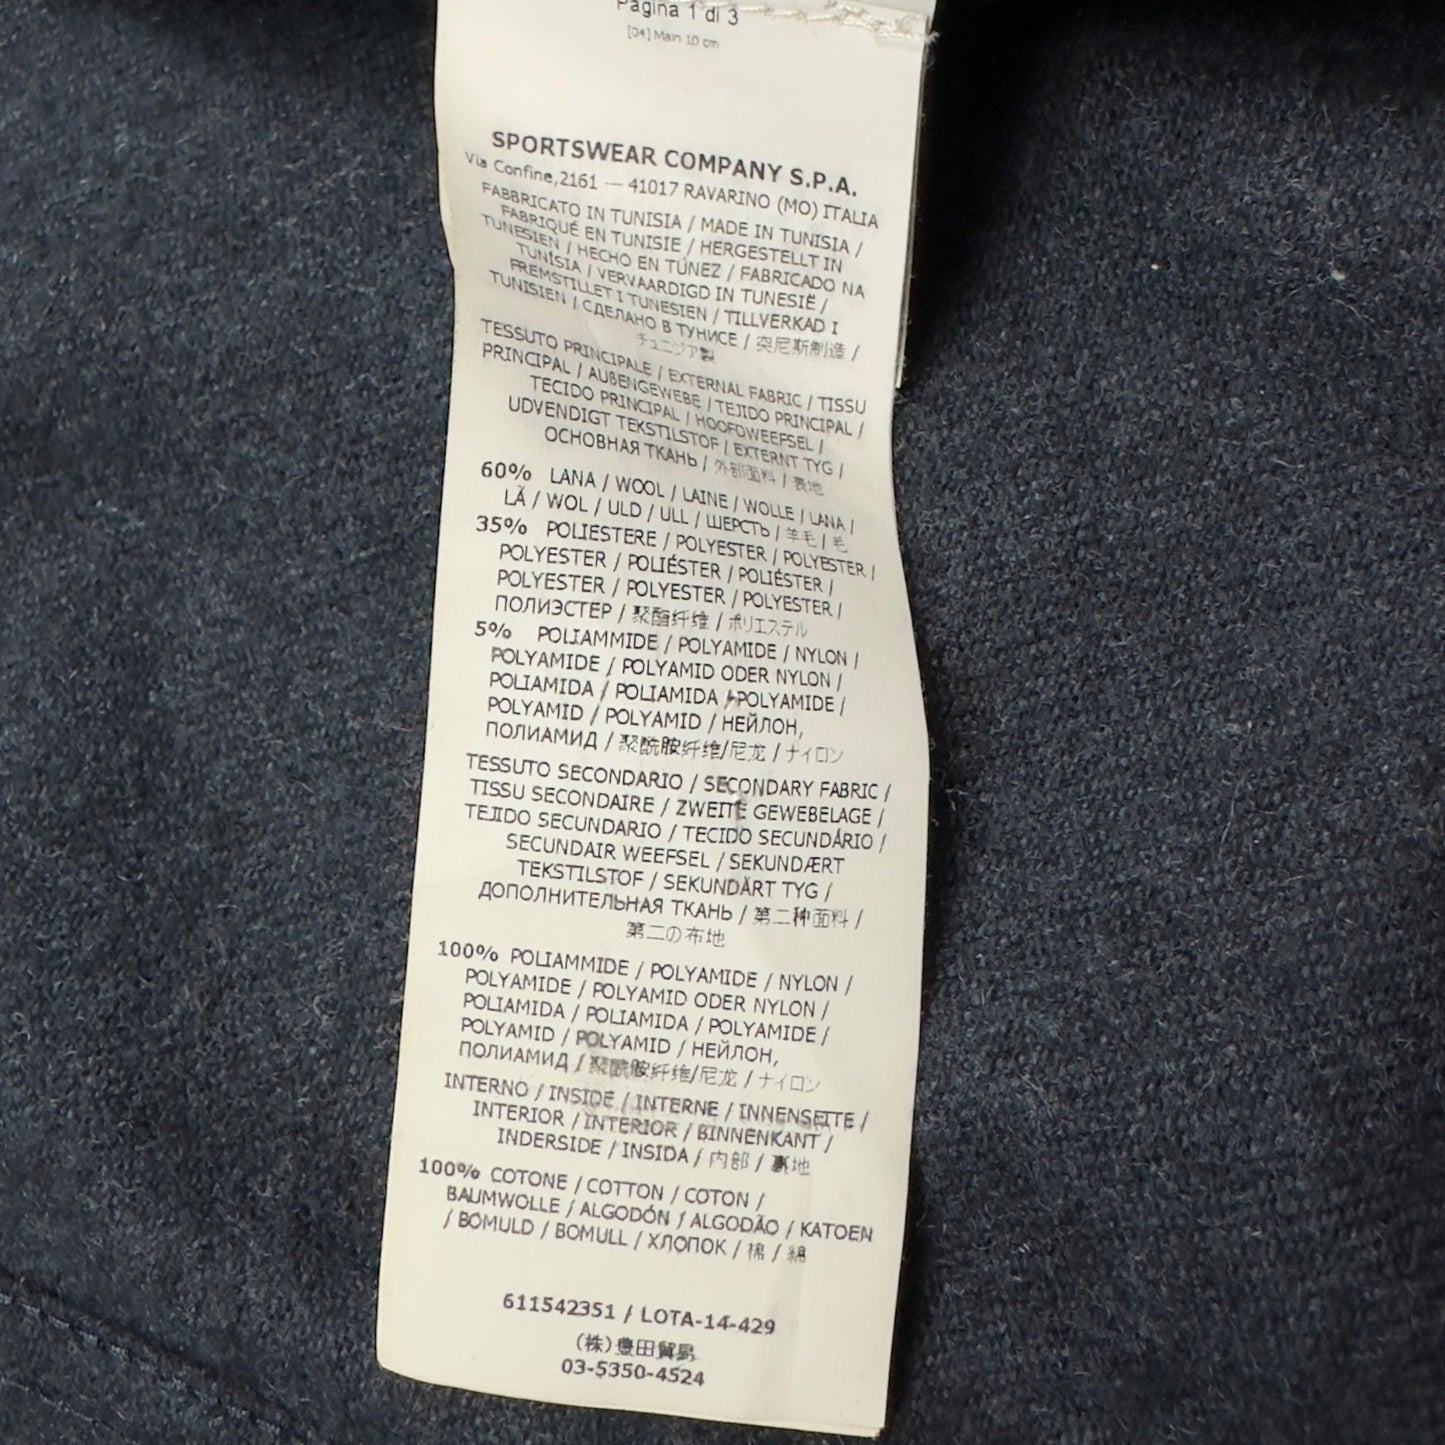 Pagina 1 di 3
[04] Main 10 cm
SPORTSWEAR COMPANY S.P.A.
Via Confine,2161 — 41017 RAVARINO (MO) ITALIA
FABBRICATO IN TUNISIA / MADE IN TUNISIA /
FABRIQUÉ EN TUNISIE / HERGESTELLT IN
TUNESIEN / HECHO EN TÚNEZ / FABRICADO NA
TUNÍSIA / VERVAARDIGD IN TUNESIË /
FREMSTILLET I TUNESIEN / TILLVERKAD I
TUNISIEN / СДЕЛАНО В ТУНИСЕ / 突尼斯制造 /
チュニジア製
TESSUTO PRINCIPALE / EXTERNAL FABRIC / TISSU
PRINCIPAL / AUßENGEWEBE / TEJIDO PRINCIPAL /
TECIDO PRINCIPAL / HOOFDWEEFSEL /
UDVENDIGT TEKSTILSTOF / EXTERNT TYG /
ОСНОВНАЯ ТКАНЬ / 外部面料 / 表地
60% LANA / WOOL / LAINE / WOLLE / LANA /
LÃ / WOL / ULD / ULL / ШЕРСТЬ / 羊毛 / 毛
35% POLIESTERE / POLYESTER / POLYESTER /
POLYESTER / POLIÉSTER / POLIÉSTER /
POLYESTER / POLYESTER / POLYESTER /
ПОЛИЭСТЕР / 聚酯纤维 / ポリエステル
5% POLIAMMIDE / POLYAMIDE / NYLON /
POLYAMIDE / POLYAMID ODER NYLON /
POLIAMIDA / POLIAMIDA / POLYAMIDE /
POLYAMID / POLYAMID / НЕЙЛОН,
ПОЛИАМИД / 聚酰胺纤维/尼龙 / ナイロン
TESSUTO SECONDARIO / SECONDARY FABRIC /
TISSU SECONDAIRE / ZWEITE GEWEBELAGE /
TEJIDO SECUNDARIO / TECIDO SECUNDÁRIO /
SECUNDAIR WEEFSEL / SEKUNDÆRT
TEKSTILSTOF / SEKUNDÄRT TYG /
ДОПОЛНИТЕЛЬНАЯ ТКАНЬ / 第二种面料 /
第二の布地
100% POLIAMMIDE / POLYAMIDE / NYLON /
POLYAMIDE / POLYAMID ODER NYLON /
POLIAMIDA / POLIAMIDA / POLYAMIDE /
POLYAMID / POLYAMID / НЕЙЛОН,
ПОЛИАМИД / 聚酰胺纤维/尼龙 / ナイロン
INTERNO / INSIDE / INTERNE / INNENSEITE /
INTERIOR / INTERIOR / BINNENKANT /
INDERSIDE / INSIDA / 内部 / 裏地
100% COTONE / COTTON / COTON /
BAUMWOLLE / ALGODÓN / ALGODÃO / KATOEN
/ BOMULD / BOMULL / ХЛОПОК / 棉 / 綿
611542351 / LOTA-14-429
(株)豊田貿易
03-5350-4524